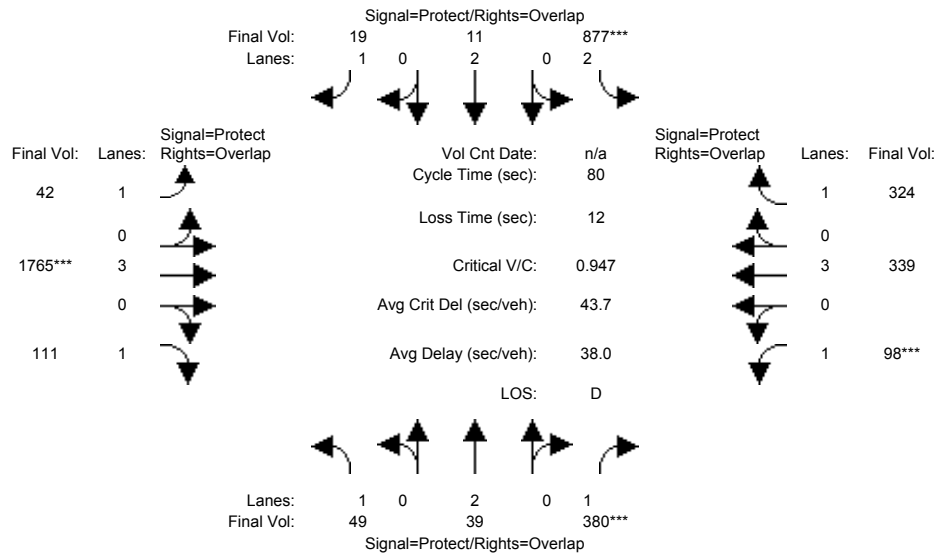 Signal=Protect/Rights=Overlap
Final Vol: 19 11 877***
Lanes: 1 0 2 0 2
Signal=Protect Signal=Protect
Final Vol: Lanes: Rights=Overlap Vol Cnt Date: n/a Rights=Overlap Lanes: Final Vol:
Cycle Time (sec): 80
42 1 1 324
Loss Time (sec): 12
0 0
1765*** 3 Critical V/C: 0.947 3 339
0 Avg Crit Del (sec/veh): 43.7 0
111 1 Avg Delay (sec/veh): 38.0 1 98***
LOS: D
Lanes: 1 0 2 0 1
Final Vol: 49 39 380***
Signal=Protect/Rights=Overlap